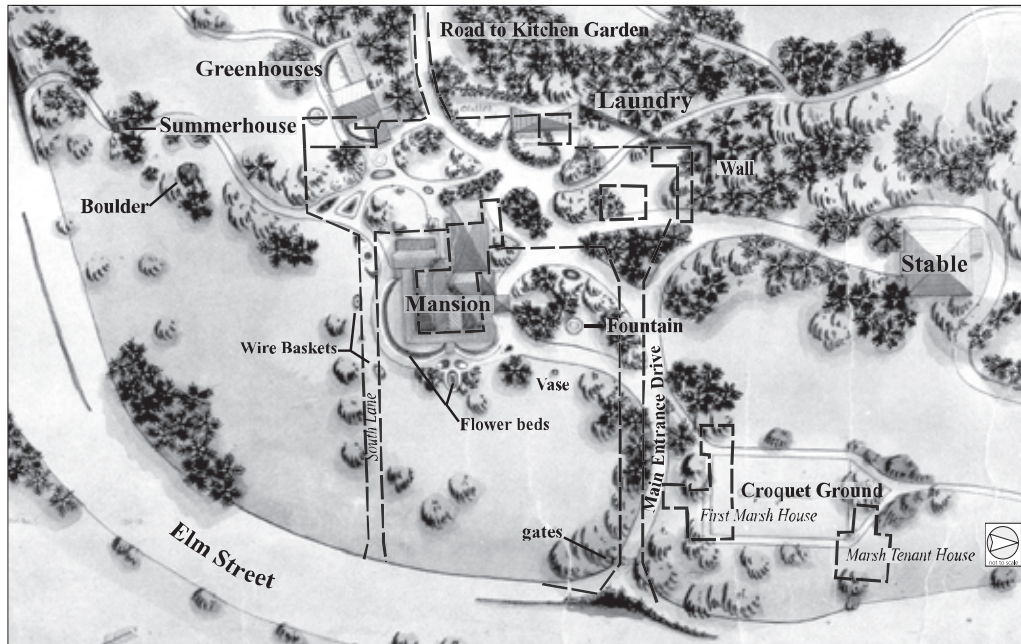 Road to Kitchen Garden
Greenhouses
Laundry
Summerhouse
Wall
Boulder
Stable
Mansion
Fountain
Wire Baskets
Main Entrance Drive
Vase
Flower beds
South Lane
Croquet Ground
First Marsh House
gates
Marsh Tenant House
Elm Street
not to scale